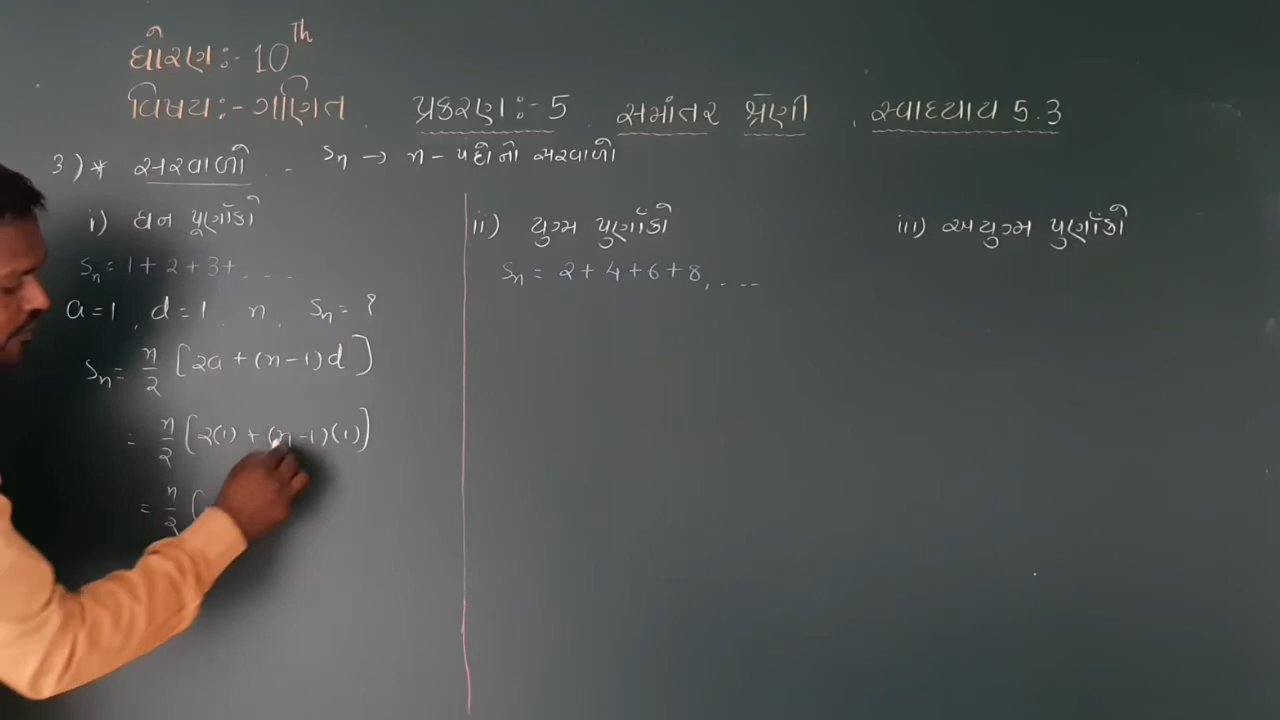 ધોરણ :- 10th
વિષય :- ગણિત પ્રકરણ :- 5 સમાંતર શ્રેણી , સ્વાધ્યાય 5.3
3) * સરવાળો - Sn → n - પદોનો સરવાળો
i) ધન પૂર્ણાંકો
Sn = 1 + 2 + 3 + . . . .
a = 1 , d = 1 , n , Sn = ?
Sn = n/2 [2a + (n - 1) d ]
= n/2 [2(1) + (n - 1)(1)]
= n/2 (
ii) યુગ્મ પુર્ણાંકો
Sn = 2 + 4 + 6 + 8 , . . . .
iii) અયુગ્મ પુર્ણાંકો